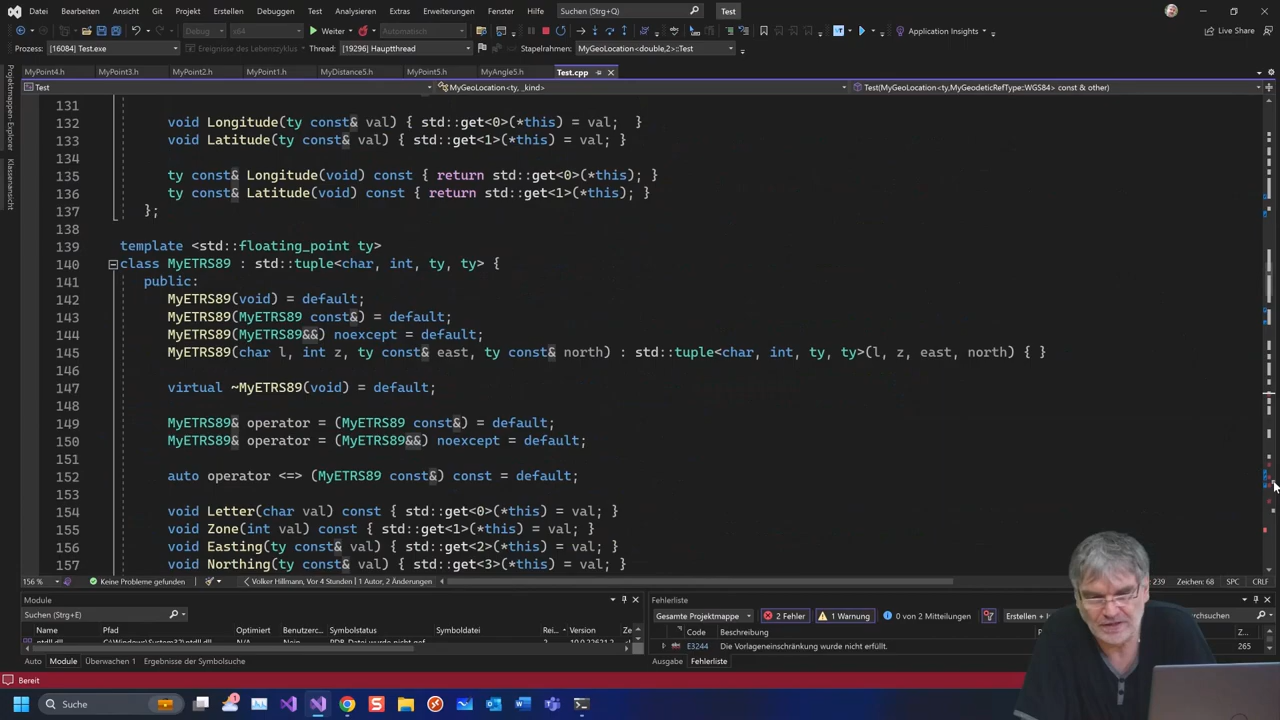 Datei Bearbeiten Ansicht Git Projekt Erstellen Debuggen Test Analysieren Extras Erweiterungen Fenster Hilfe Suchen (Strg+Q) Test
Debug x64 Weiter Automatisch Application Insights Live Share
Prozess: [16084] Test.exe Ereignisse des Lebenszyklus Thread: [19296] Hauptthread Stapelrahmen: MyGeoLocation<double,2>::Test
MyPoint4.h MyPoint3.h MyPoint2.h MyPoint1.h MyDistance5.h MyPoint5.h MyAngle5.h Test.cpp
Test MyGeoLocation<ty, _kind> Test(MyGeoLocation<ty,MyGeodeticRefType::WGS84> const & other)
Projektmappen-Explorer
Klassenansicht
131
132 void Longitude(ty const& val) { std::get<0>(*this) = val;  }
133 void Latitude(ty const& val) { std::get<1>(*this) = val; }
134
135 ty const& Longitude(void) const { return std::get<0>(*this); }
136 ty const& Latitude(void) const { return std::get<1>(*this); }
137 };
138
139 template <std::floating_point ty>
140 class MyETRS89 : std::tuple<char, int, ty, ty> {
141 public:
142 MyETRS89(void) = default;
143 MyETRS89(MyETRS89 const&) = default;
144 MyETRS89(MyETRS89&&) noexcept = default;
145 MyETRS89(char l, int z, ty const& east, ty const& north) : std::tuple<char, int, ty, ty>(l, z, east, north) { }
146
147 virtual ~MyETRS89(void) = default;
148
149 MyETRS89& operator = (MyETRS89 const&) = default;
150 MyETRS89& operator = (MyETRS89&&) noexcept = default;
151
152 auto operator <=> (MyETRS89 const&) const = default;
153
154 void Letter(char val) const { std::get<0>(*this) = val; }
155 void Zone(int val) const { std::get<1>(*this) = val; }
156 void Easting(ty const& val) { std::get<2>(*this) = val; }
157 void Northing(ty const& val) { std::get<3>(*this) = val; }
156 % Keine Probleme gefunden Volker Hillmann, Vor 4 Stunden | 1 Autor, 2 Änderungen 239 Zeichen: 68 SPC CRLF
Module
Suchen (Strg+E)
Name Pfad Optimiert Benutzerc... Symbolstatus Symboldatei Rei... Version
Auto Module Überwachen 1 Ergebnisse der Symbolsuche
Fehlerliste
Gesamte Projektmappe 2 Fehler 1 Warnung 0 von 2 Mitteilungen
Code Beschreibung Z...
E3244 Die Vorlageneinschränkung wurde nicht erfüllt. 265
Ausgabe Fehlerliste
Bereit
Suche